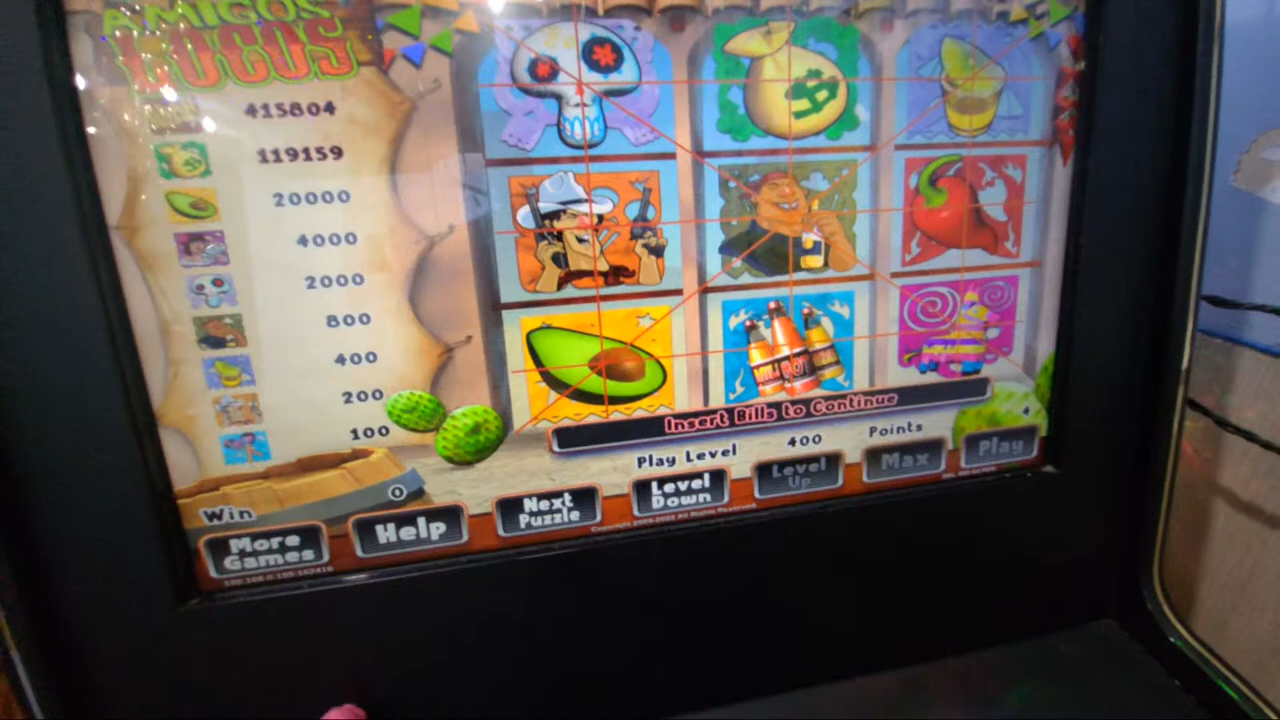 AMIGOS
LOCOS
415804
119159
20000
4000
2000
800
400
200
100
Insert Bills to Continue
Play Level
400
Points
4
0
Win
More
Games
Help
Next
Puzzle
Level
Down
Level
Up
Max
Play